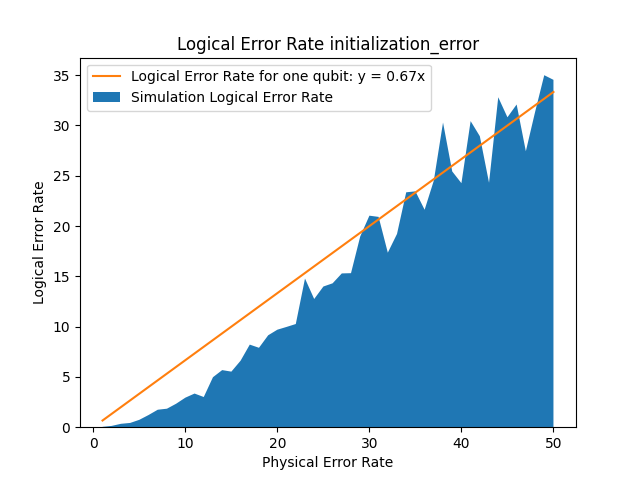 Logical Error Rate initialization_error
Logical Error Rate for one qubit: y = 0.67x
Simulation Logical Error Rate
Logical Error Rate
35
30
25
20
15
10
5
0
0 10 20 30 40 50
Physical Error Rate